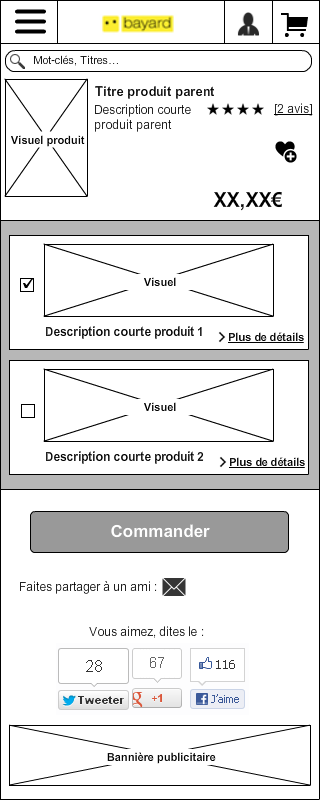 bayard
Mot-clés, Titres...
Titre produit parent
Description courte
produit parent
[2 avis]
Visuel produit
XX,XX€
Visuel
Description courte produit 1
Plus de détails
Visuel
Description courte produit 2
Plus de détails
Commander
Faites partager à un ami :
Vous aimez, dites le :
28
67
116
Tweeter
g +1
J'aime
Bannière publicitaire